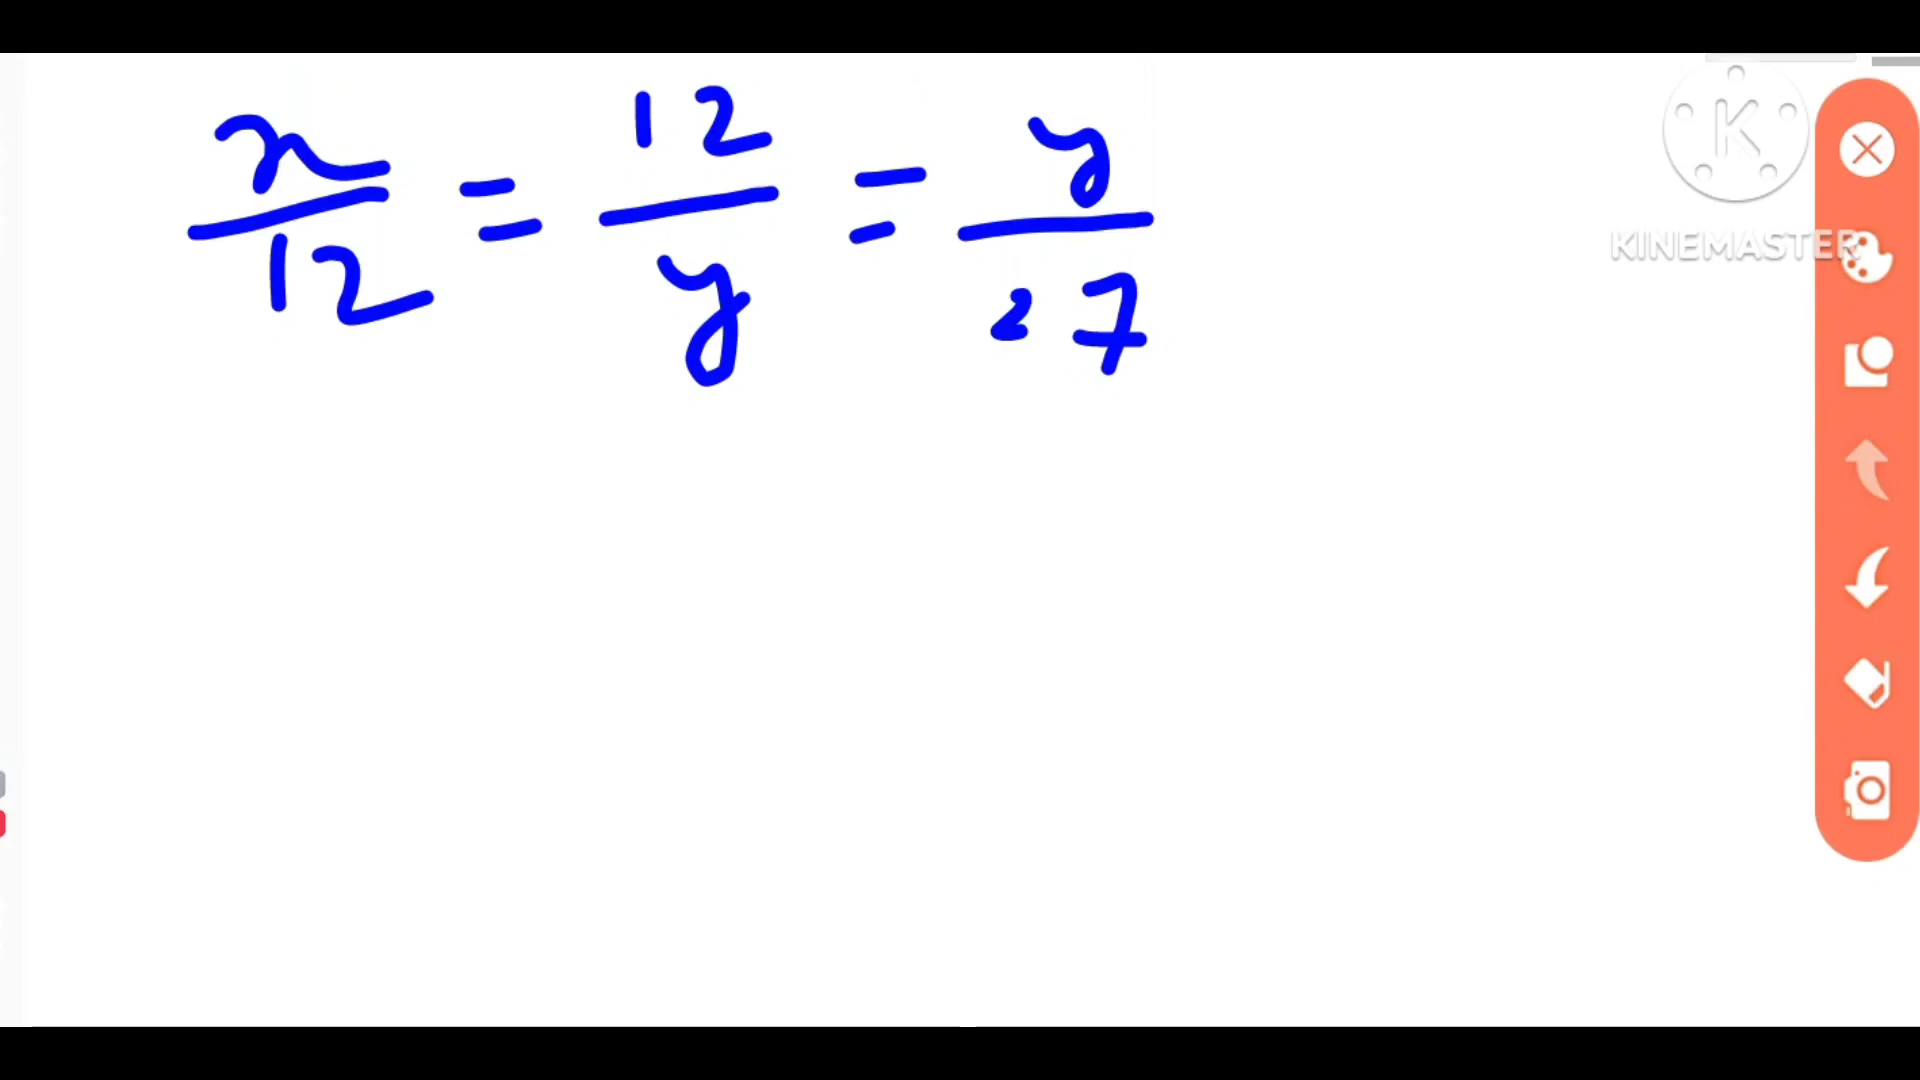 x/12 = 12/y = y/27
KINEMASTER